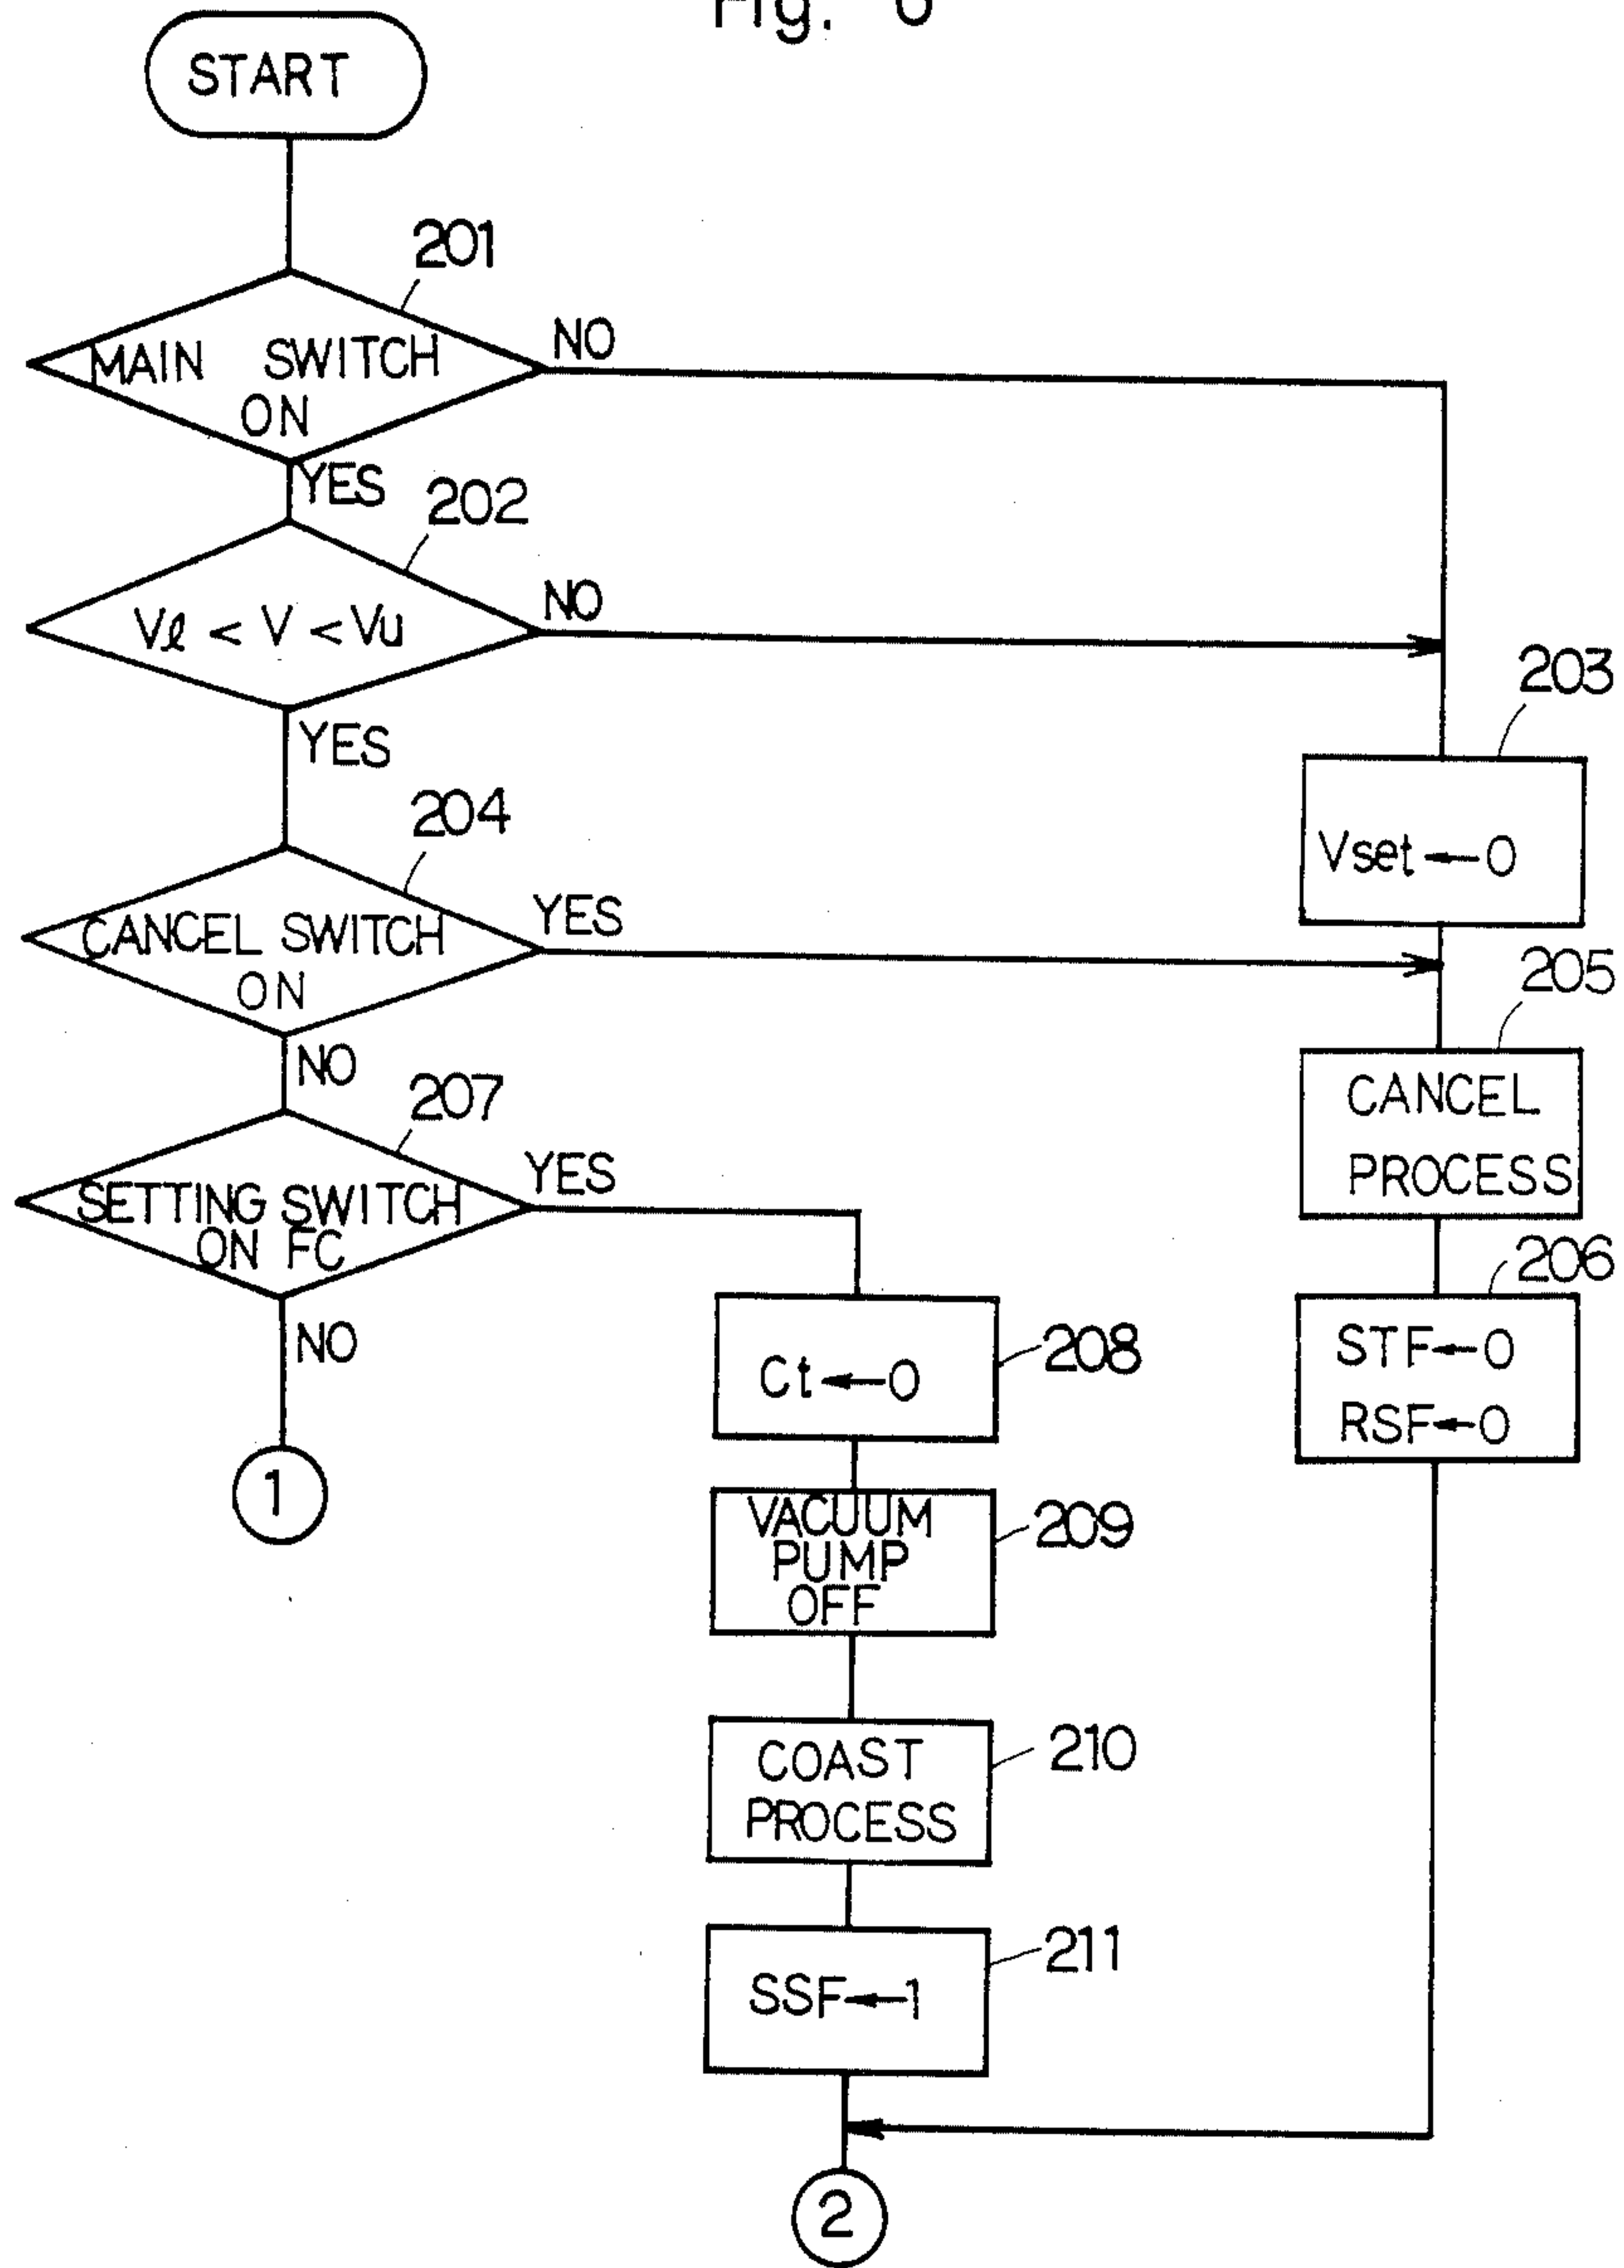 Fig. 6
START
201
MAIN SWITCH
ON
NO
YES
202
Vℓ < V < Vu
NO
YES
203
Vset ← 0
204
CANCEL SWITCH
ON
YES
NO
205
CANCEL
PROCESS
207
SETTING SWITCH
ON FC
YES
NO
206
STF ← 0
RSF ← 0
208
Ct ← 0
1
209
VACUUM
PUMP
OFF
210
COAST
PROCESS
211
SSF ← 1
2